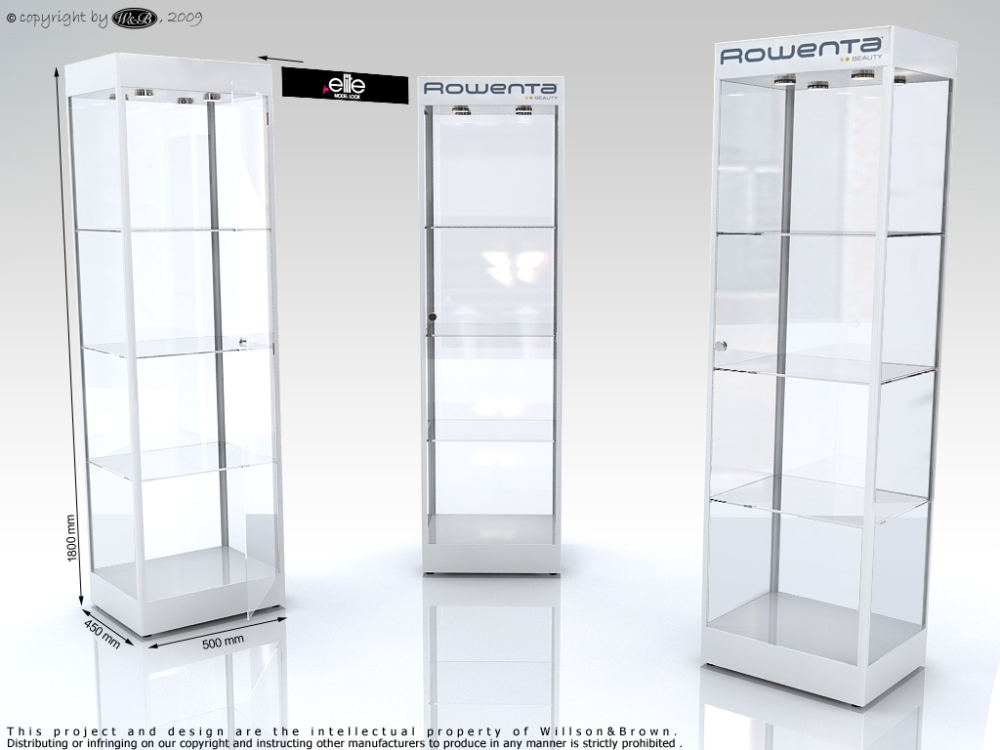 © copyright by W&B, 2009
for elite
MODEL LOOK
ROWENTA
BEAUTY
ROWENTA
BEAUTY
1800 mm
450 mm
500 mm
This project and design are the intellectual property of Willson&Brown.
Distributing or infringing on our copyright and instructing other manufacturers to produce in any manner is strictly prohibited .